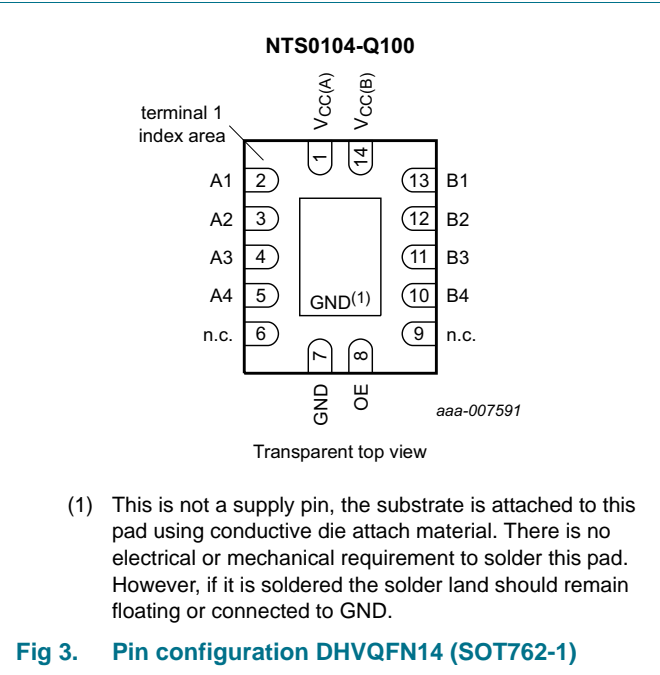 NTS0104-Q100
VCC(A)
VCC(B)
terminal 1
index area
1
14
A1 2 13 B1
A2 3 12 B2
A3 4 11 B3
A4 5 GND(1) 10 B4
n.c. 6 9 n.c.
7
8
GND
OE
aaa-007591
Transparent top view
(1) This is not a supply pin, the substrate is attached to this
pad using conductive die attach material. There is no
electrical or mechanical requirement to solder this pad.
However, if it is soldered the solder land should remain
floating or connected to GND.
Fig 3. Pin configuration DHVQFN14 (SOT762-1)